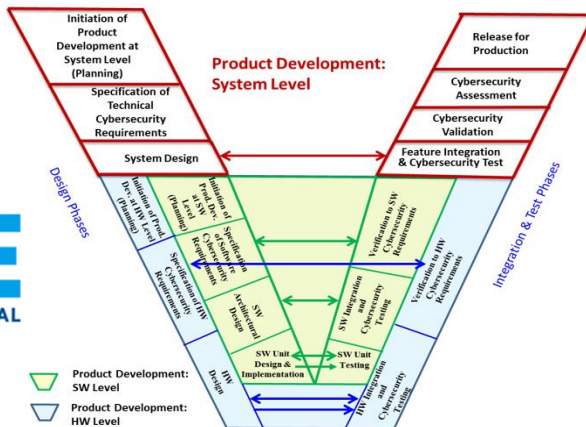 Initiation of
Product
Development at
System Level
(Planning)
Specification of
Technical
Cybersecurity
Requirements
System Design
Product Development:
System Level
Release for
Production
Cybersecurity
Assessment
Cybersecurity
Validation
Feature Integration
& Cybersecurity Test
Design Phases
Integration & Test Phases
Initiation of Prod.
Dev. at HW Level
(Planning)
Specification of HW
Cybersecurity
Requirements
HW
Design
Initiation of
Prod. Dev.
at SW
Level
(Planning)
Specification
of Software
Cybersecurity
Requirements
SW
Architectural
Design
SW Unit
Design &
Implementation
SW Unit
Testing
SW Integration
and
Cybersecurity
Testing
Verification to SW
Cybersecurity
Requirements
Verification to HW
Cybersecurity
Requirements
HW Integration
and
Cybersecurity
Testing
E
AL
Product Development:
SW Level
Product Development:
HW Level